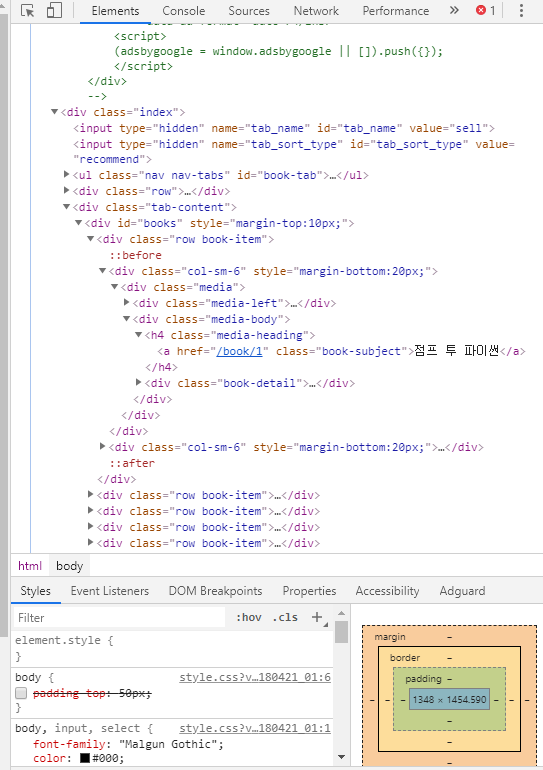 Elements Console Sources Network Performance » 1
<script>
(adsbygoogle = window.adsbygoogle || []).push({});
</script>
</div>
-->
<div class="index">
<input type="hidden" name="tab_name" id="tab_name" value="sell">
<input type="hidden" name="tab_sort_type" id="tab_sort_type" value=
"recommend">
<ul class="nav nav-tabs" id="book-tab">…</ul>
<div class="row">…</div>
<div class="tab-content">
<div id="books" style="margin-top:10px;">
<div class="row book-item">
::before
<div class="col-sm-6" style="margin-bottom:20px;">
<div class="media">
<div class="media-left">…</div>
<div class="media-body">
<h4 class="media-heading">
<a href="/book/1" class="book-subject">점프 투 파이썬</a>
</h4>
<div class="book-detail">…</div>
</div>
</div>
</div>
<div class="col-sm-6" style="margin-bottom:20px;">…</div>
::after
</div>
<div class="row book-item">…</div>
<div class="row book-item">…</div>
<div class="row book-item">…</div>
<div class="row book-item">…</div>
html body
Styles Event Listeners DOM Breakpoints Properties Accessibility Adguard
Filter :hov .cls +
element.style {
}
body { style.css?v…180421_01:6
padding-top: 50px;
}
body, input, select { style.css?v…180421_01:1
font-family: "Malgun Gothic";
color: #000;
margin –
border –
padding –
– – – 1348 × 1454.590 – – –
–
–
–